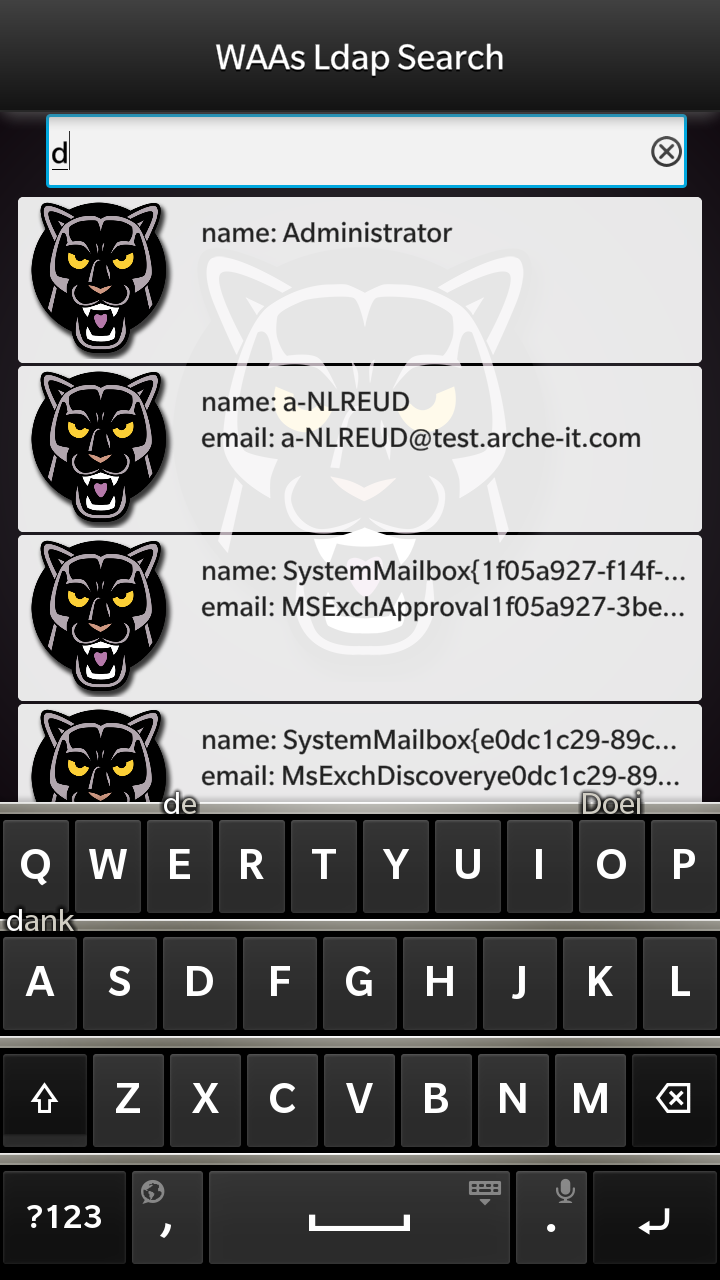 WAAs Ldap Search
d
name: Administrator
name: a-NLREUD
email: a-NLREUD@test.arche-it.com
name: SystemMailbox{1f05a927-f14f-...
email: MSExchApproval1f05a927-3be...
name: SystemMailbox{e0dc1c29-89c...
email: MsExchDiscoverye0dc1c29-89...
de Doei
Q W E R T Y U I O P
dank
A S D F G H J K L
Z X C V B N M
?123 , .